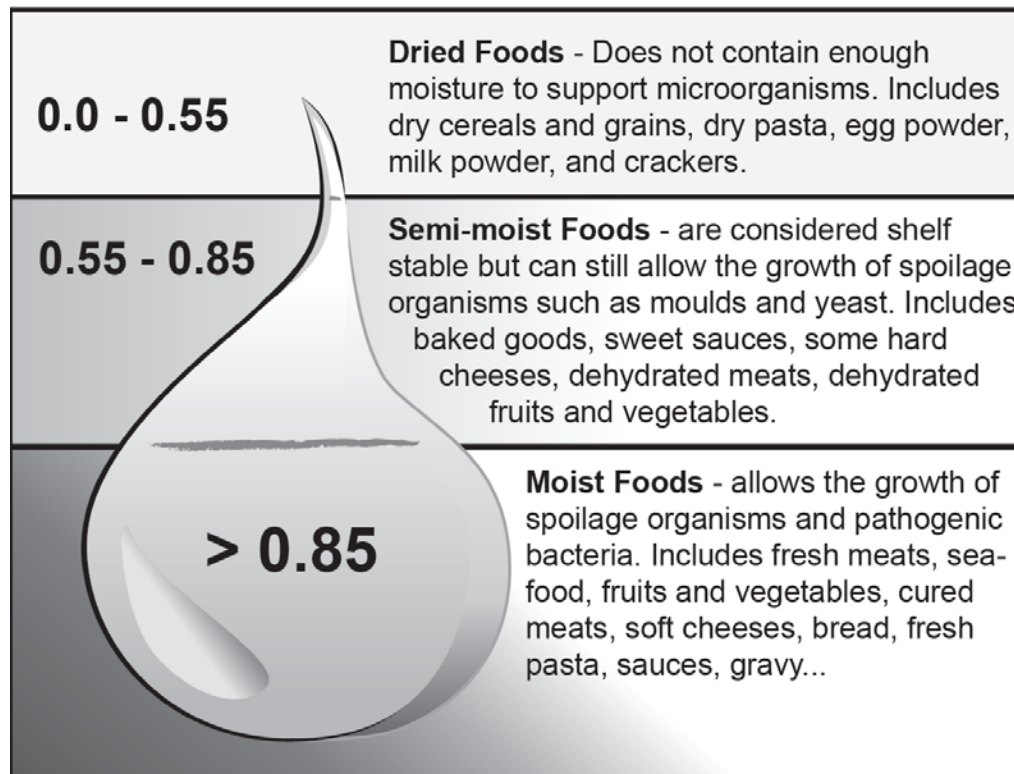 0.0 - 0.55
Dried Foods - Does not contain enough
moisture to support microorganisms. Includes
dry cereals and grains, dry pasta, egg powder,
milk powder, and crackers.
0.55 - 0.85
Semi-moist Foods - are considered shelf
stable but can still allow the growth of spoilage
organisms such as moulds and yeast. Includes
baked goods, sweet sauces, some hard
cheeses, dehydrated meats, dehydrated
fruits and vegetables.
> 0.85
Moist Foods - allows the growth of
spoilage organisms and pathogenic
bacteria. Includes fresh meats, sea-
food, fruits and vegetables, cured
meats, soft cheeses, bread, fresh
pasta, sauces, gravy...